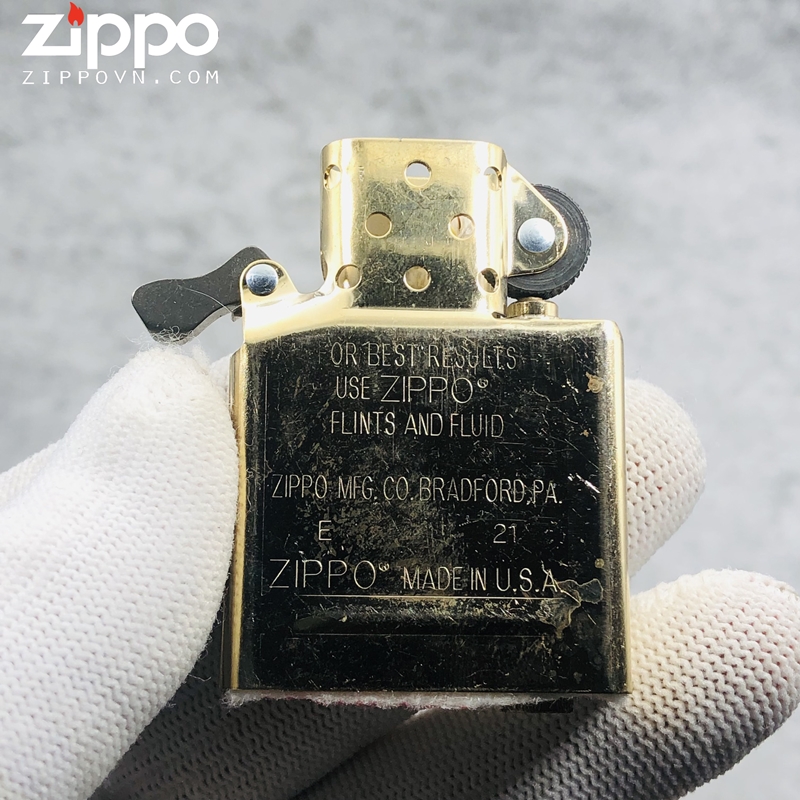 zippo
ZIPPOVN.COM
OR BEST RESULTS
USE ZIPPO®
FLINTS AND FLUID
ZIPPO MFG. CO. BRADFORD, PA.
E 21
ZIPPO® MADE IN U.S.A.